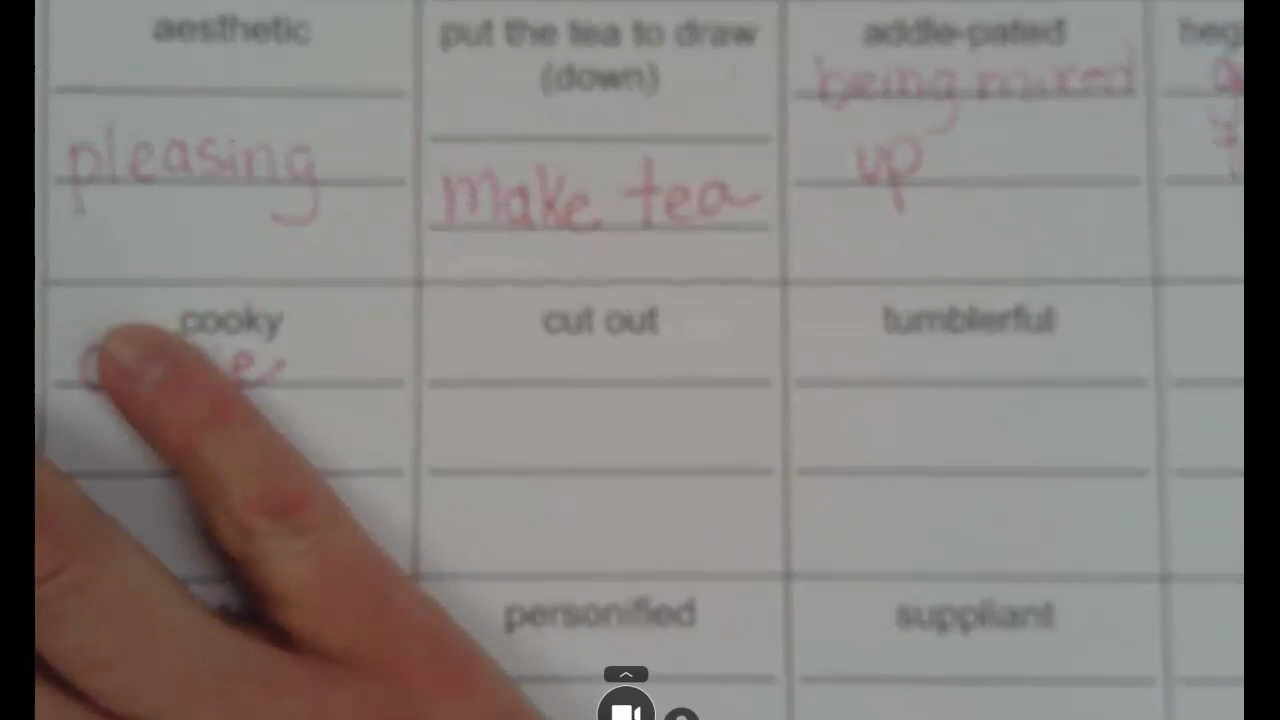 aesthetic
pleasing
put the tea to draw
(down)
make tea
addle-pated
being mixed
up
cooky
cut out
tumblerful
personified
suppliant